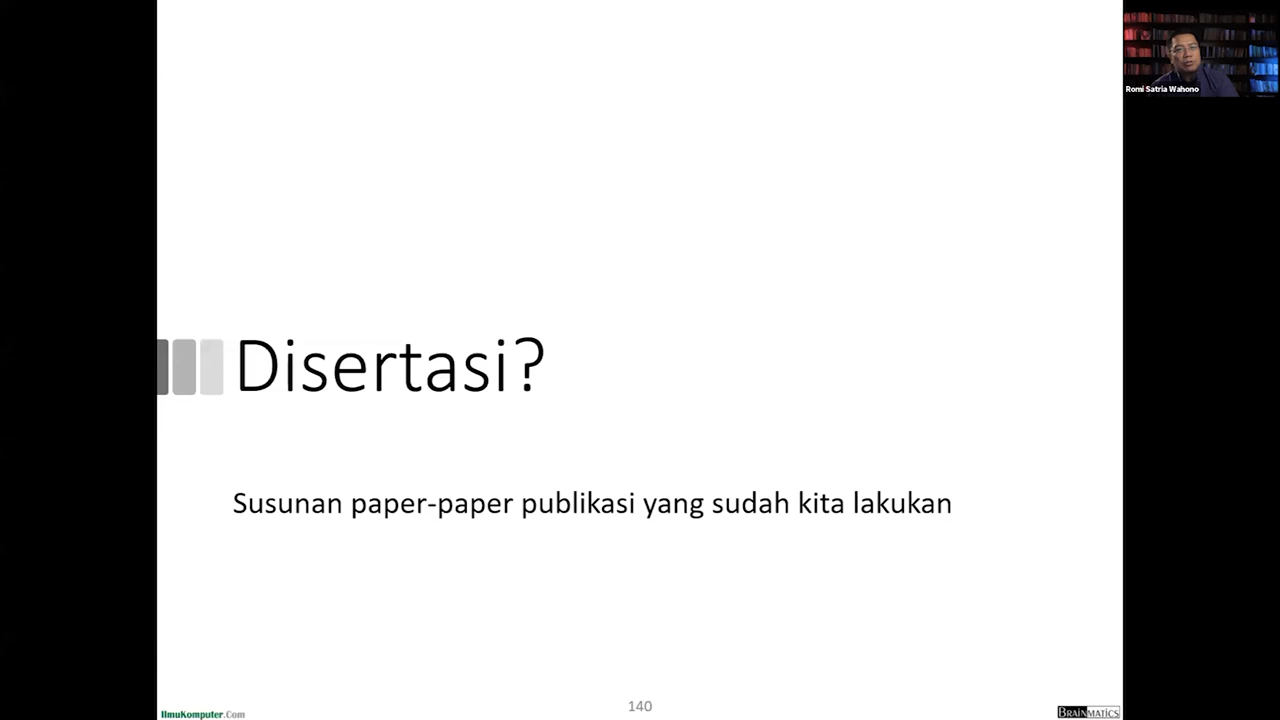 Romi Satria Wahono
Disertasi?
Susunan paper-paper publikasi yang sudah kita lakukan
IlmuKomputer.Com
140
BRAINMATICS